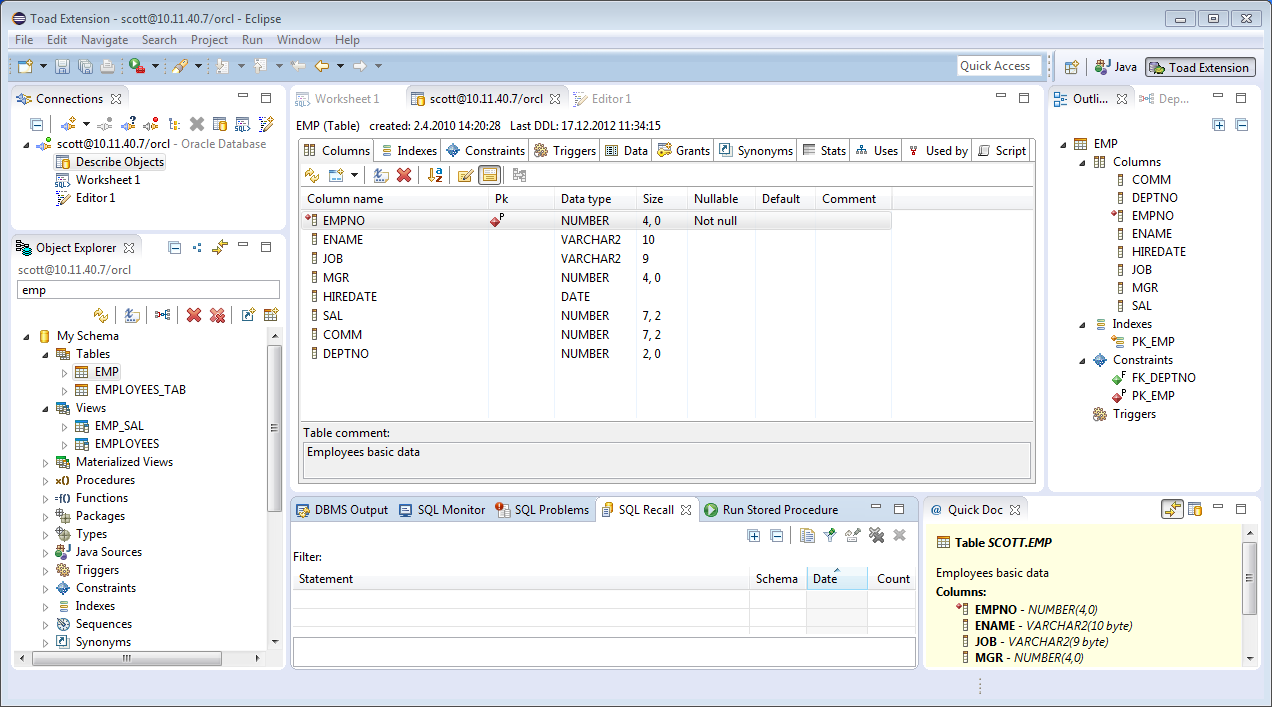 Toad Extension - scott@10.11.40.7/orcl - Eclipse
File Edit Navigate Search Project Run Window Help
Quick Access
Java
Toad Extension
Connections
scott@10.11.40.7/orcl - Oracle Database
Describe Objects
Worksheet 1
Editor 1
Object Explorer
scott@10.11.40.7/orcl
emp
My Schema
Tables
EMP
EMPLOYEES_TAB
Views
EMP_SAL
EMPLOYEES
Materialized Views
Procedures
Functions
Packages
Types
Java Sources
Triggers
Constraints
Indexes
Sequences
Synonyms
Worksheet 1 scott@10.11.40.7/orcl Editor 1
EMP (Table) created: 2.4.2010 14:20:28 Last DDL: 17.12.2012 11:34:15
Columns Indexes Constraints Triggers Data Grants Synonyms Stats Uses Used by Script
Column name Pk Data type Size Nullable Default Comment
EMPNO P NUMBER 4, 0 Not null
ENAME VARCHAR2 10
JOB VARCHAR2 9
MGR NUMBER 4, 0
HIREDATE DATE
SAL NUMBER 7, 2
COMM NUMBER 7, 2
DEPTNO NUMBER 2, 0
Table comment:
Employees basic data
DBMS Output SQL Monitor SQL Problems SQL Recall Run Stored Procedure
Filter:
Statement Schema Date Count
Outli... Dep...
EMP
Columns
COMM
DEPTNO
EMPNO
ENAME
HIREDATE
JOB
MGR
SAL
Indexes
PK_EMP
Constraints
F FK_DEPTNO
P PK_EMP
Triggers
@ Quick Doc
Table SCOTT.EMP
Employees basic data
Columns:
EMPNO - NUMBER(4,0)
ENAME - VARCHAR2(10 byte)
JOB - VARCHAR2(9 byte)
MGR - NUMBER(4,0)